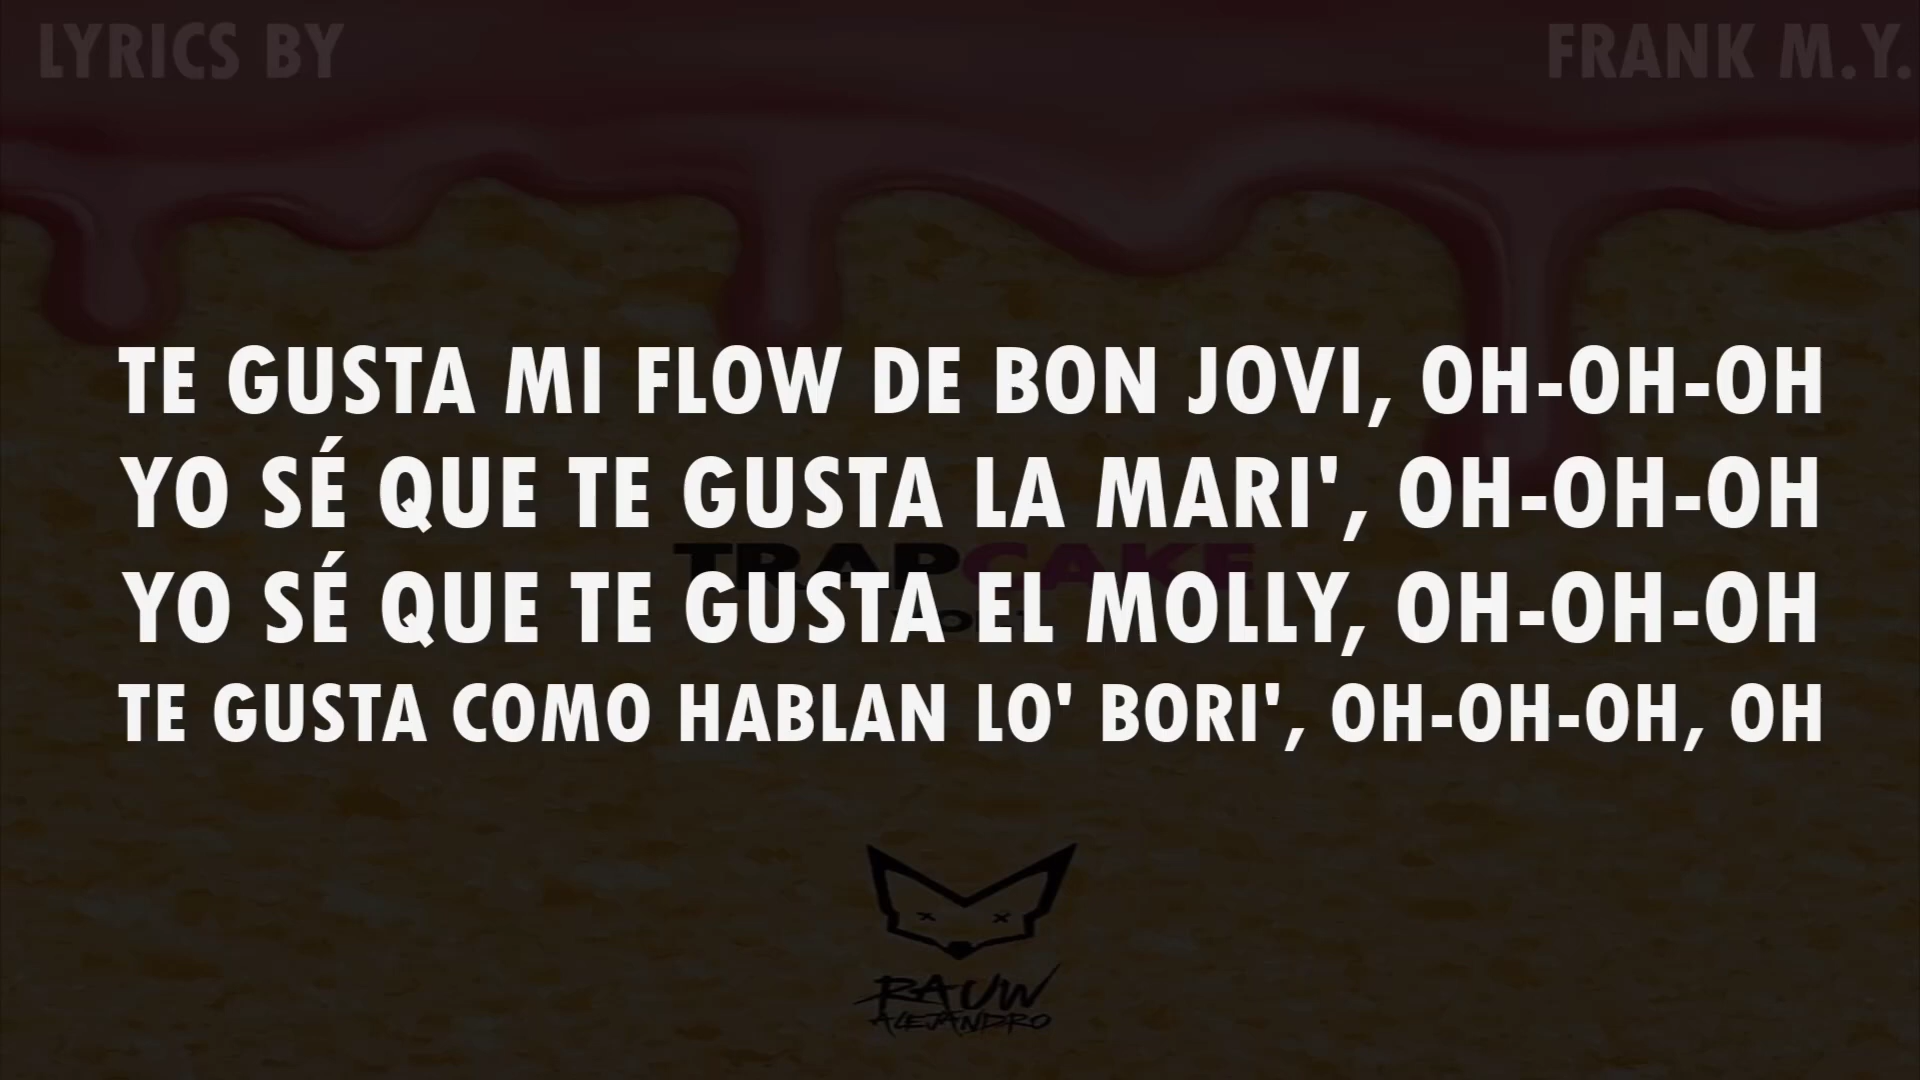 LYRICS BY
FRANK M.Y.
TE GUSTA MI FLOW DE BON JOVI, OH-OH-OH
YO SÉ QUE TE GUSTA LA MARI', OH-OH-OH
TRAPCAKE
YO SÉ QUE TE GUSTA EL MOLLY, OH-OH-OH
TE GUSTA COMO HABLAN LO' BORI', OH-OH-OH, OH
RAUW
ALEJANDRO